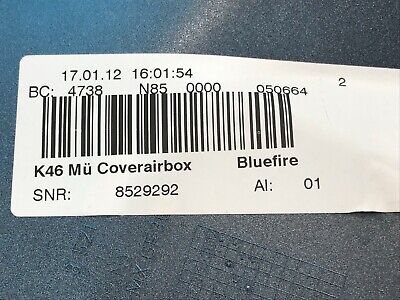 17.01.12 16:01:54
BC: 4738 N85 0000 050664 2
K46 Mü Coverairbox Bluefire
SNR: 8529292 AI: 01